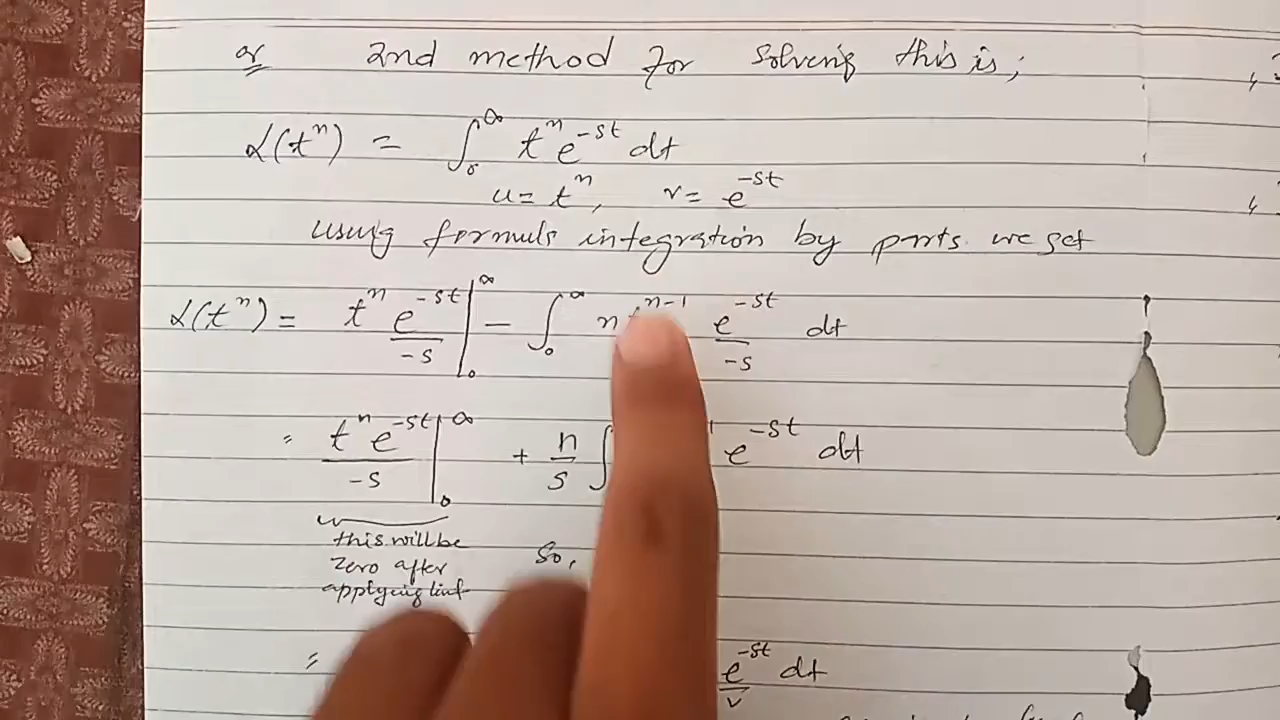 or 2nd method for solving this is;
L(t^n) = ∫_0^∞ t^n e^{-st} dt
u = t^n, v = e^{-st}
using formula integration by parts we get
L(t^n) = t^n e^{-st}/-s |_0^∞ - ∫_0^∞ n t^{n-1} e^{-st}/-s dt
= t^n e^{-st}/-s |_0^∞ + n/s ∫ e^{-st} dt
this will be
zero after So,
applying limit
= e^{-st} dt
v